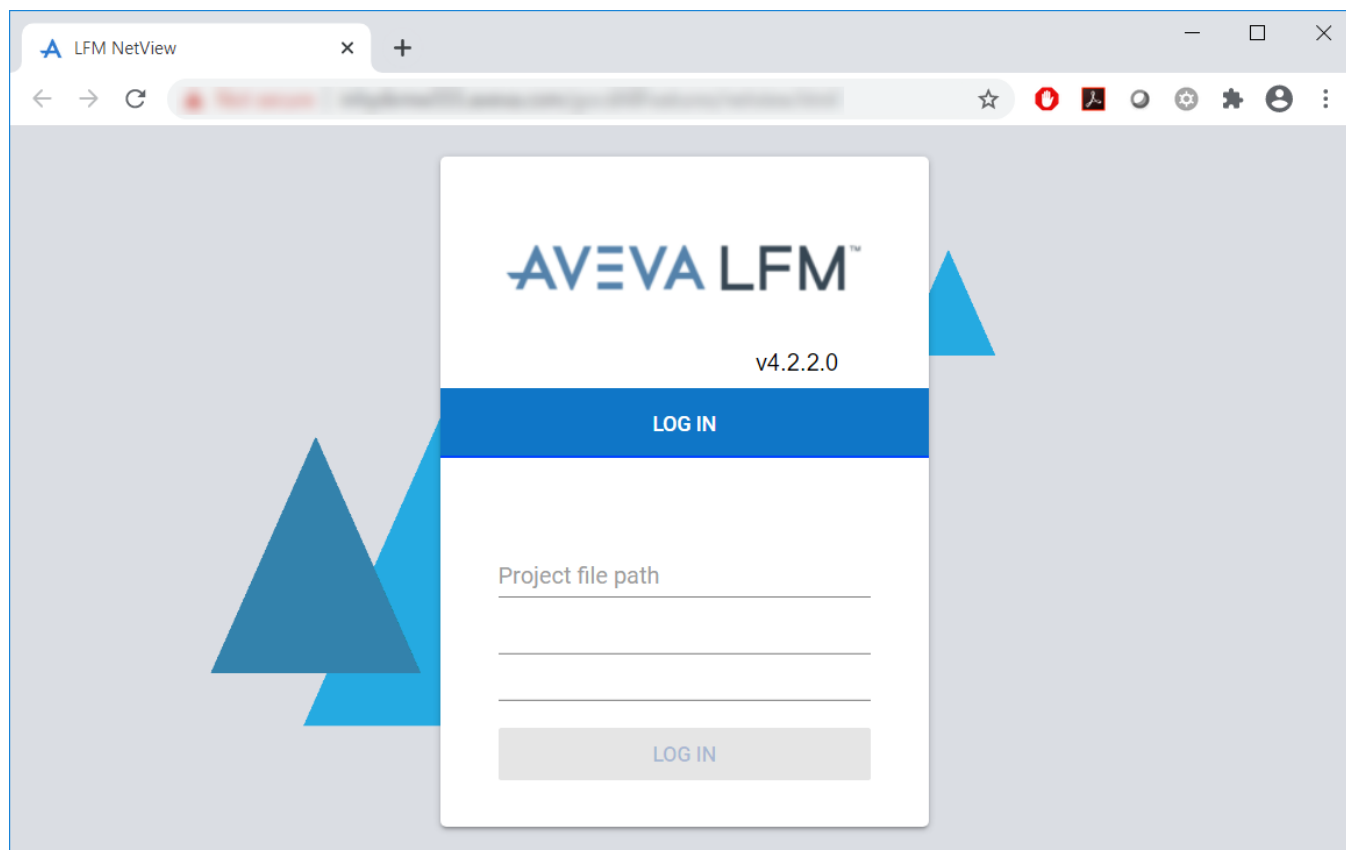 LFM NetView
AVEVA LFM™
v4.2.2.0
LOG IN
Project file path
LOG IN